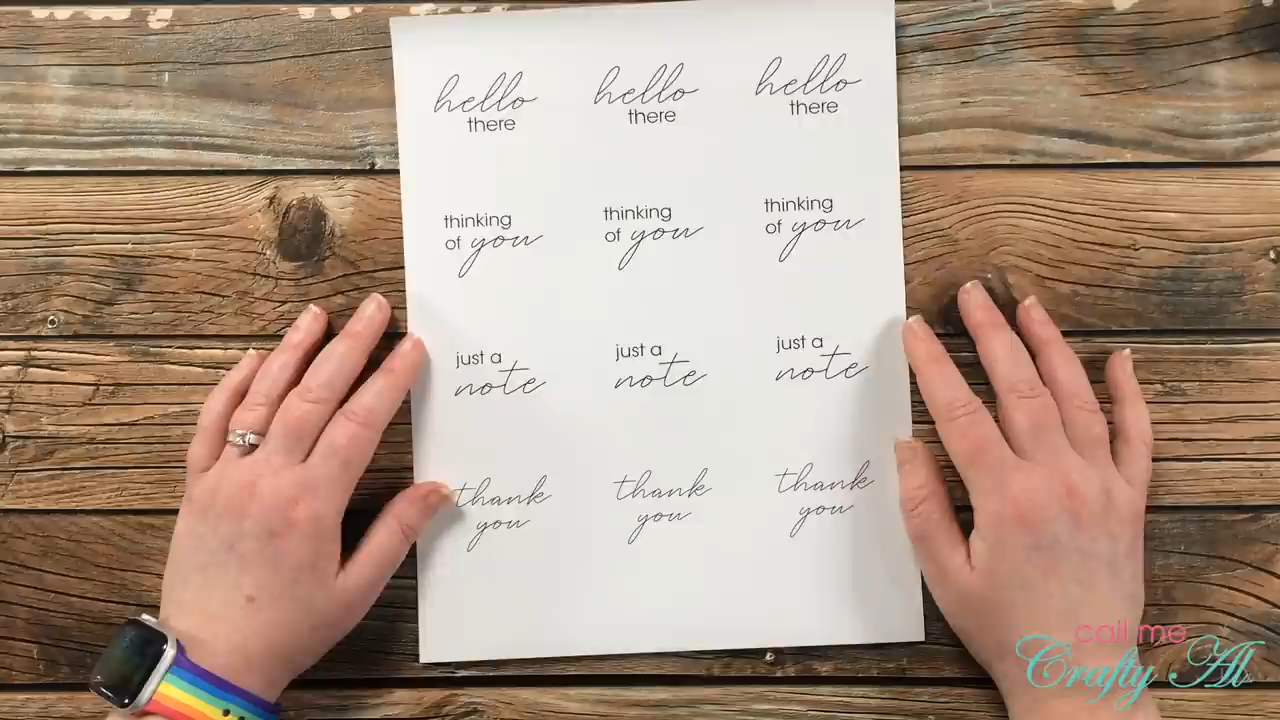 hello hello hello
there there there
thinking thinking thinking
of you of you of you
just a just a just a
note note note
thank thank thank
you you you
call me
Crafty Al